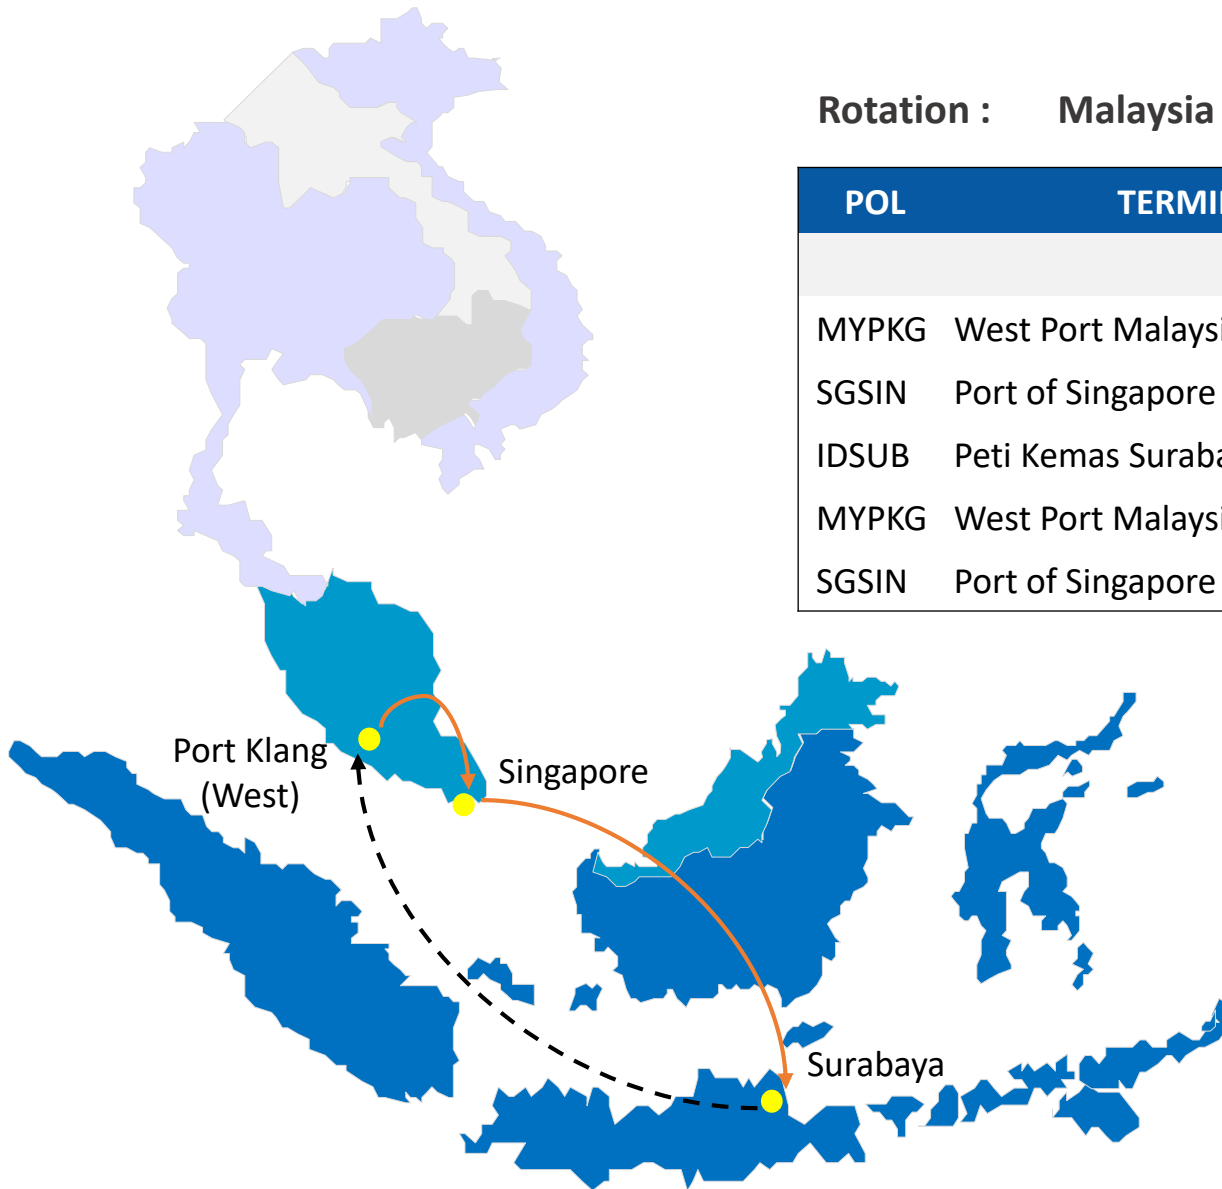 Rotation : Malaysia
POL TERMI
MYPKG West Port Malaysi
SGSIN Port of Singapore
IDSUB Peti Kemas Suraba
MYPKG West Port Malaysi
SGSIN Port of Singapore
Port Klang
(West)
Singapore
Surabaya